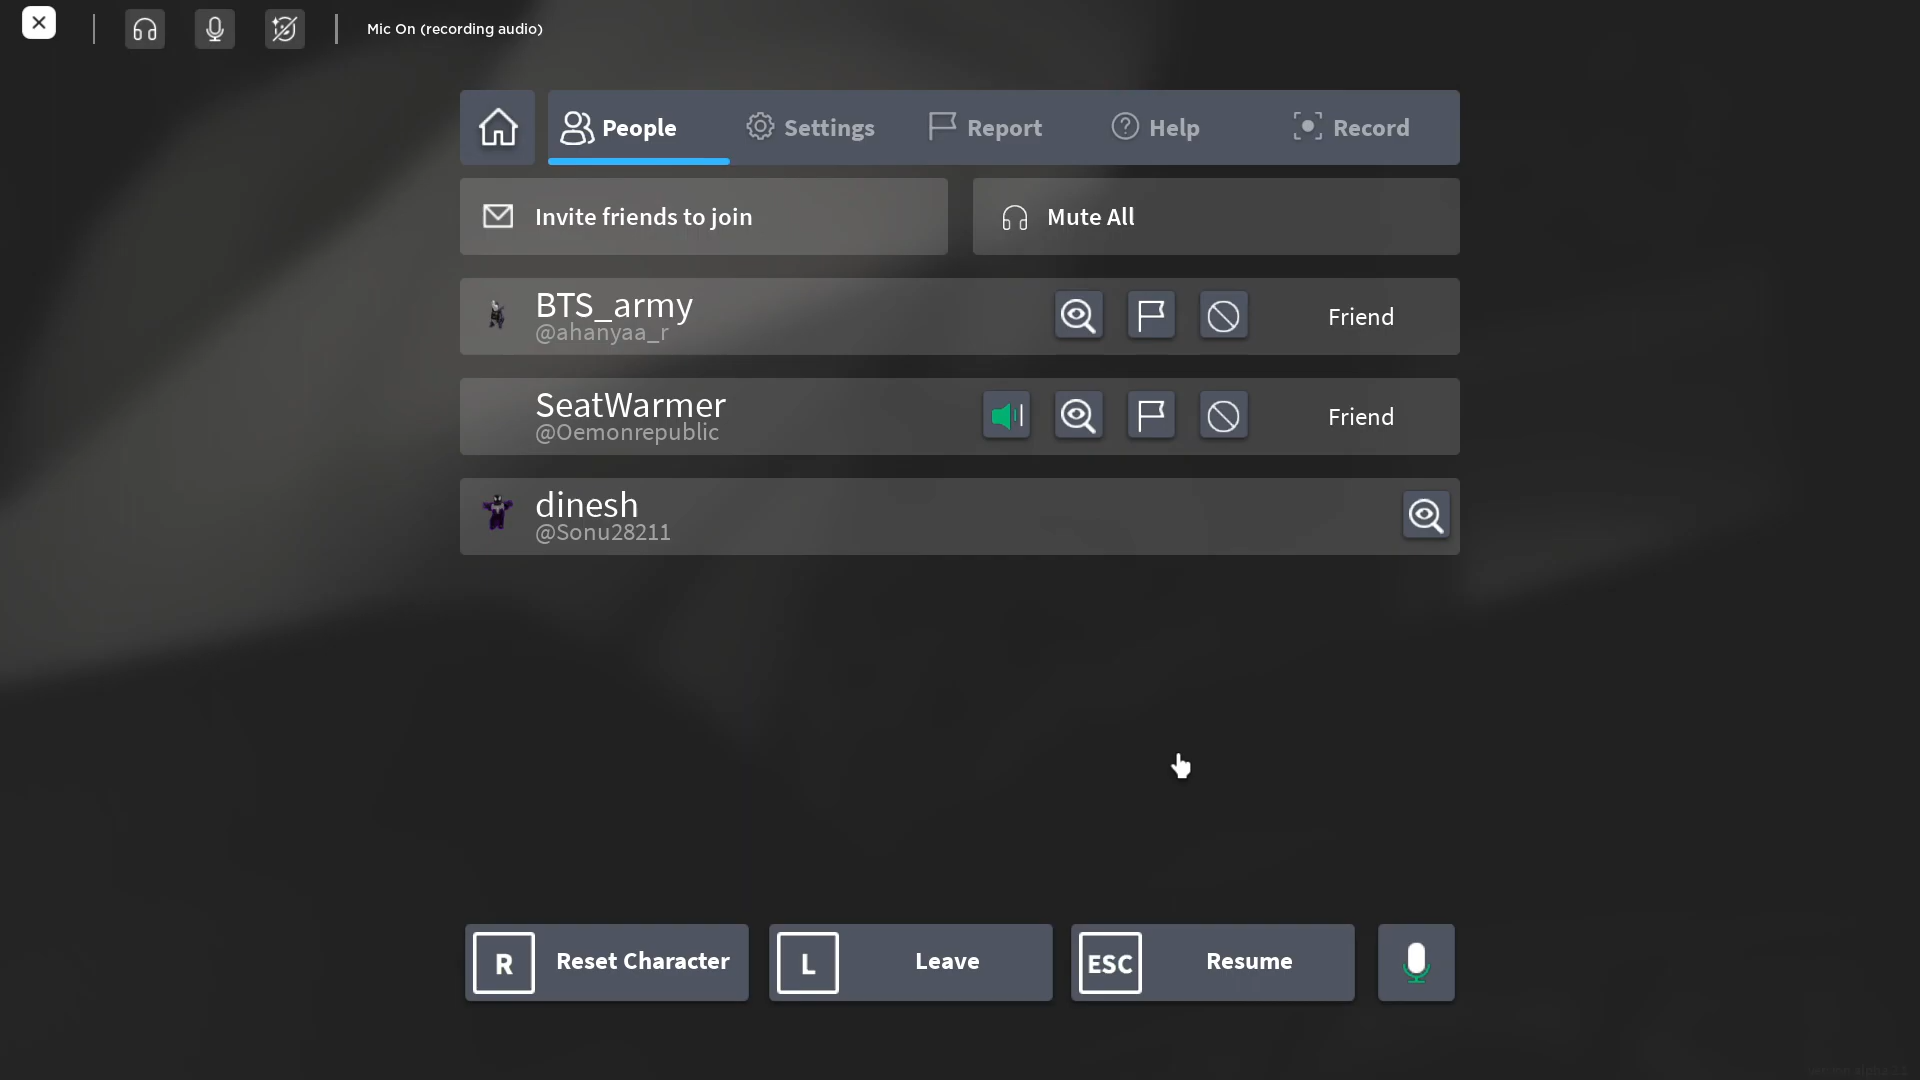 Mic On (recording audio)
People
Settings
Report
Help
Record
Invite friends to join
Mute All
BTS_army
@ahanyaa_r
Friend
SeatWarmer
@Oemonrepublic
Friend
dinesh
@Sonu28211
R Reset Character
L Leave
ESC Resume